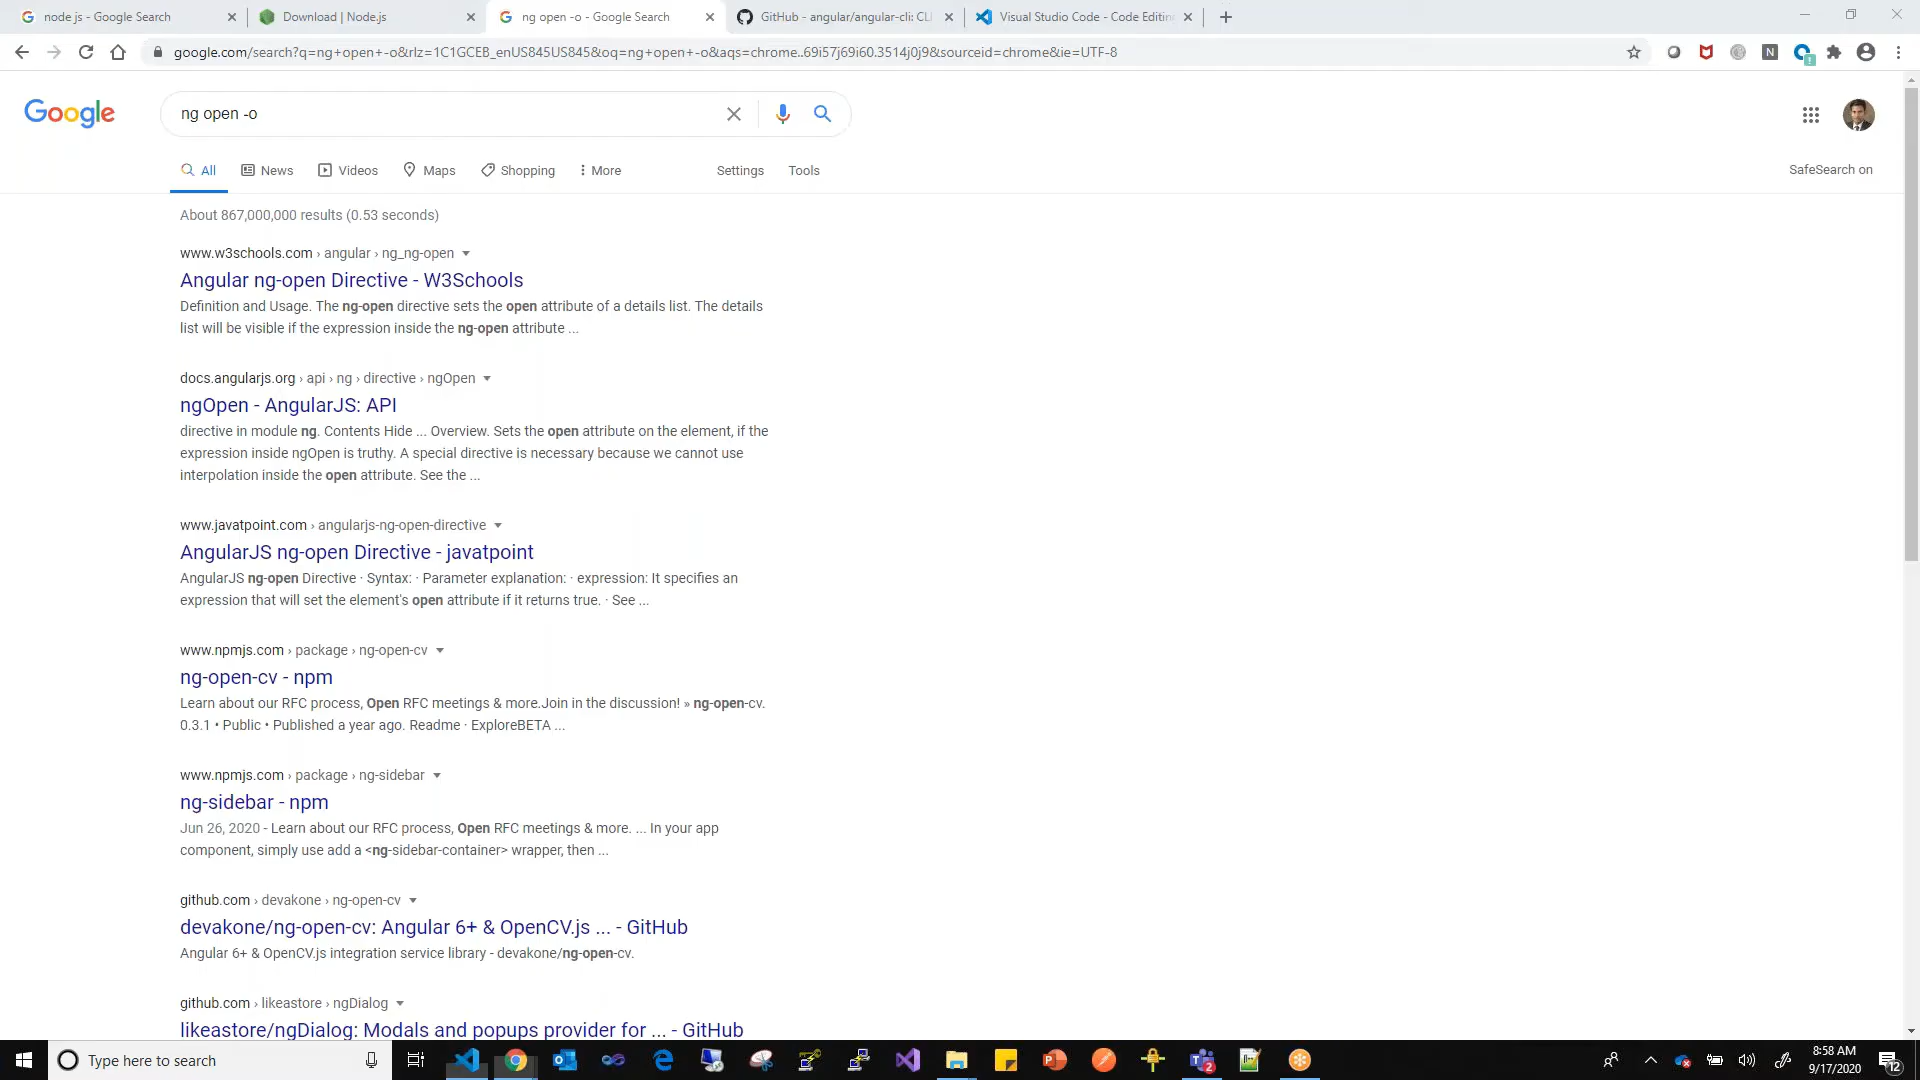 node js - Google Search
Download | Node.js
ng open -o - Google Search
GitHub - angular/angular-cli: CLI
Visual Studio Code - Code Editin
google.com/search?q=ng+open+-o&rlz=1C1GCEB_enUS845US845&oq=ng+open+-o&aqs=chrome..69i57j69i60.3514j0j9&sourceid=chrome&ie=UTF-8
Google
ng open -o
All
News
Videos
Maps
Shopping
More
Settings
Tools
SafeSearch on
About 867,000,000 results (0.53 seconds)
www.w3schools.com › angular › ng_ng-open
Angular ng-open Directive - W3Schools
Definition and Usage. The ng-open directive sets the open attribute of a details list. The details
list will be visible if the expression inside the ng-open attribute ...
docs.angularjs.org › api › ng › directive › ngOpen
ngOpen - AngularJS: API
directive in module ng. Contents Hide ... Overview. Sets the open attribute on the element, if the
expression inside ngOpen is truthy. A special directive is necessary because we cannot use
interpolation inside the open attribute. See the ...
www.javatpoint.com › angularjs-ng-open-directive
AngularJS ng-open Directive - javatpoint
AngularJS ng-open Directive · Syntax: · Parameter explanation: · expression: It specifies an
expression that will set the element's open attribute if it returns true. · See ...
www.npmjs.com › package › ng-open-cv
ng-open-cv - npm
Learn about our RFC process, Open RFC meetings & more.Join in the discussion! » ng-open-cv.
0.3.1 • Public • Published a year ago. Readme · ExploreBETA ...
www.npmjs.com › package › ng-sidebar
ng-sidebar - npm
Jun 26, 2020 - Learn about our RFC process, Open RFC meetings & more. ... In your app
component, simply use add a <ng-sidebar-container> wrapper, then ...
github.com › devakone › ng-open-cv
devakone/ng-open-cv: Angular 6+ & OpenCV.js ... - GitHub
Angular 6+ & OpenCV.js integration service library - devakone/ng-open-cv.
github.com › likeastore › ngDialog
likeastore/ngDialog: Modals and popups provider for ... - GitHub
Type here to search
8:58 AM
9/17/2020
12
2